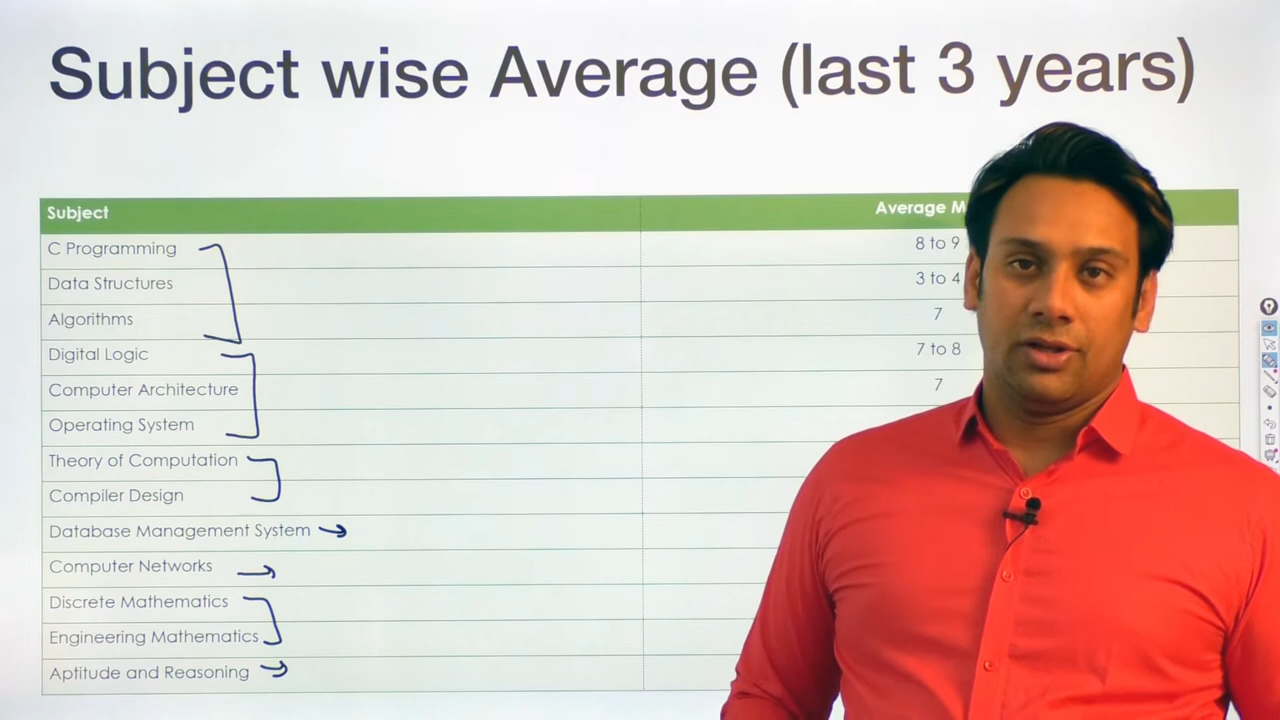 Subject wise Average (last 3 years)
Subject Average M
C Programming 8 to 9
Data Structures 3 to 4
Algorithms 7
Digital Logic 7 to 8
Computer Architecture 7
Operating System
Theory of Computation
Compiler Design
Database Management System
Computer Networks
Discrete Mathematics
Engineering Mathematics
Aptitude and Reasoning